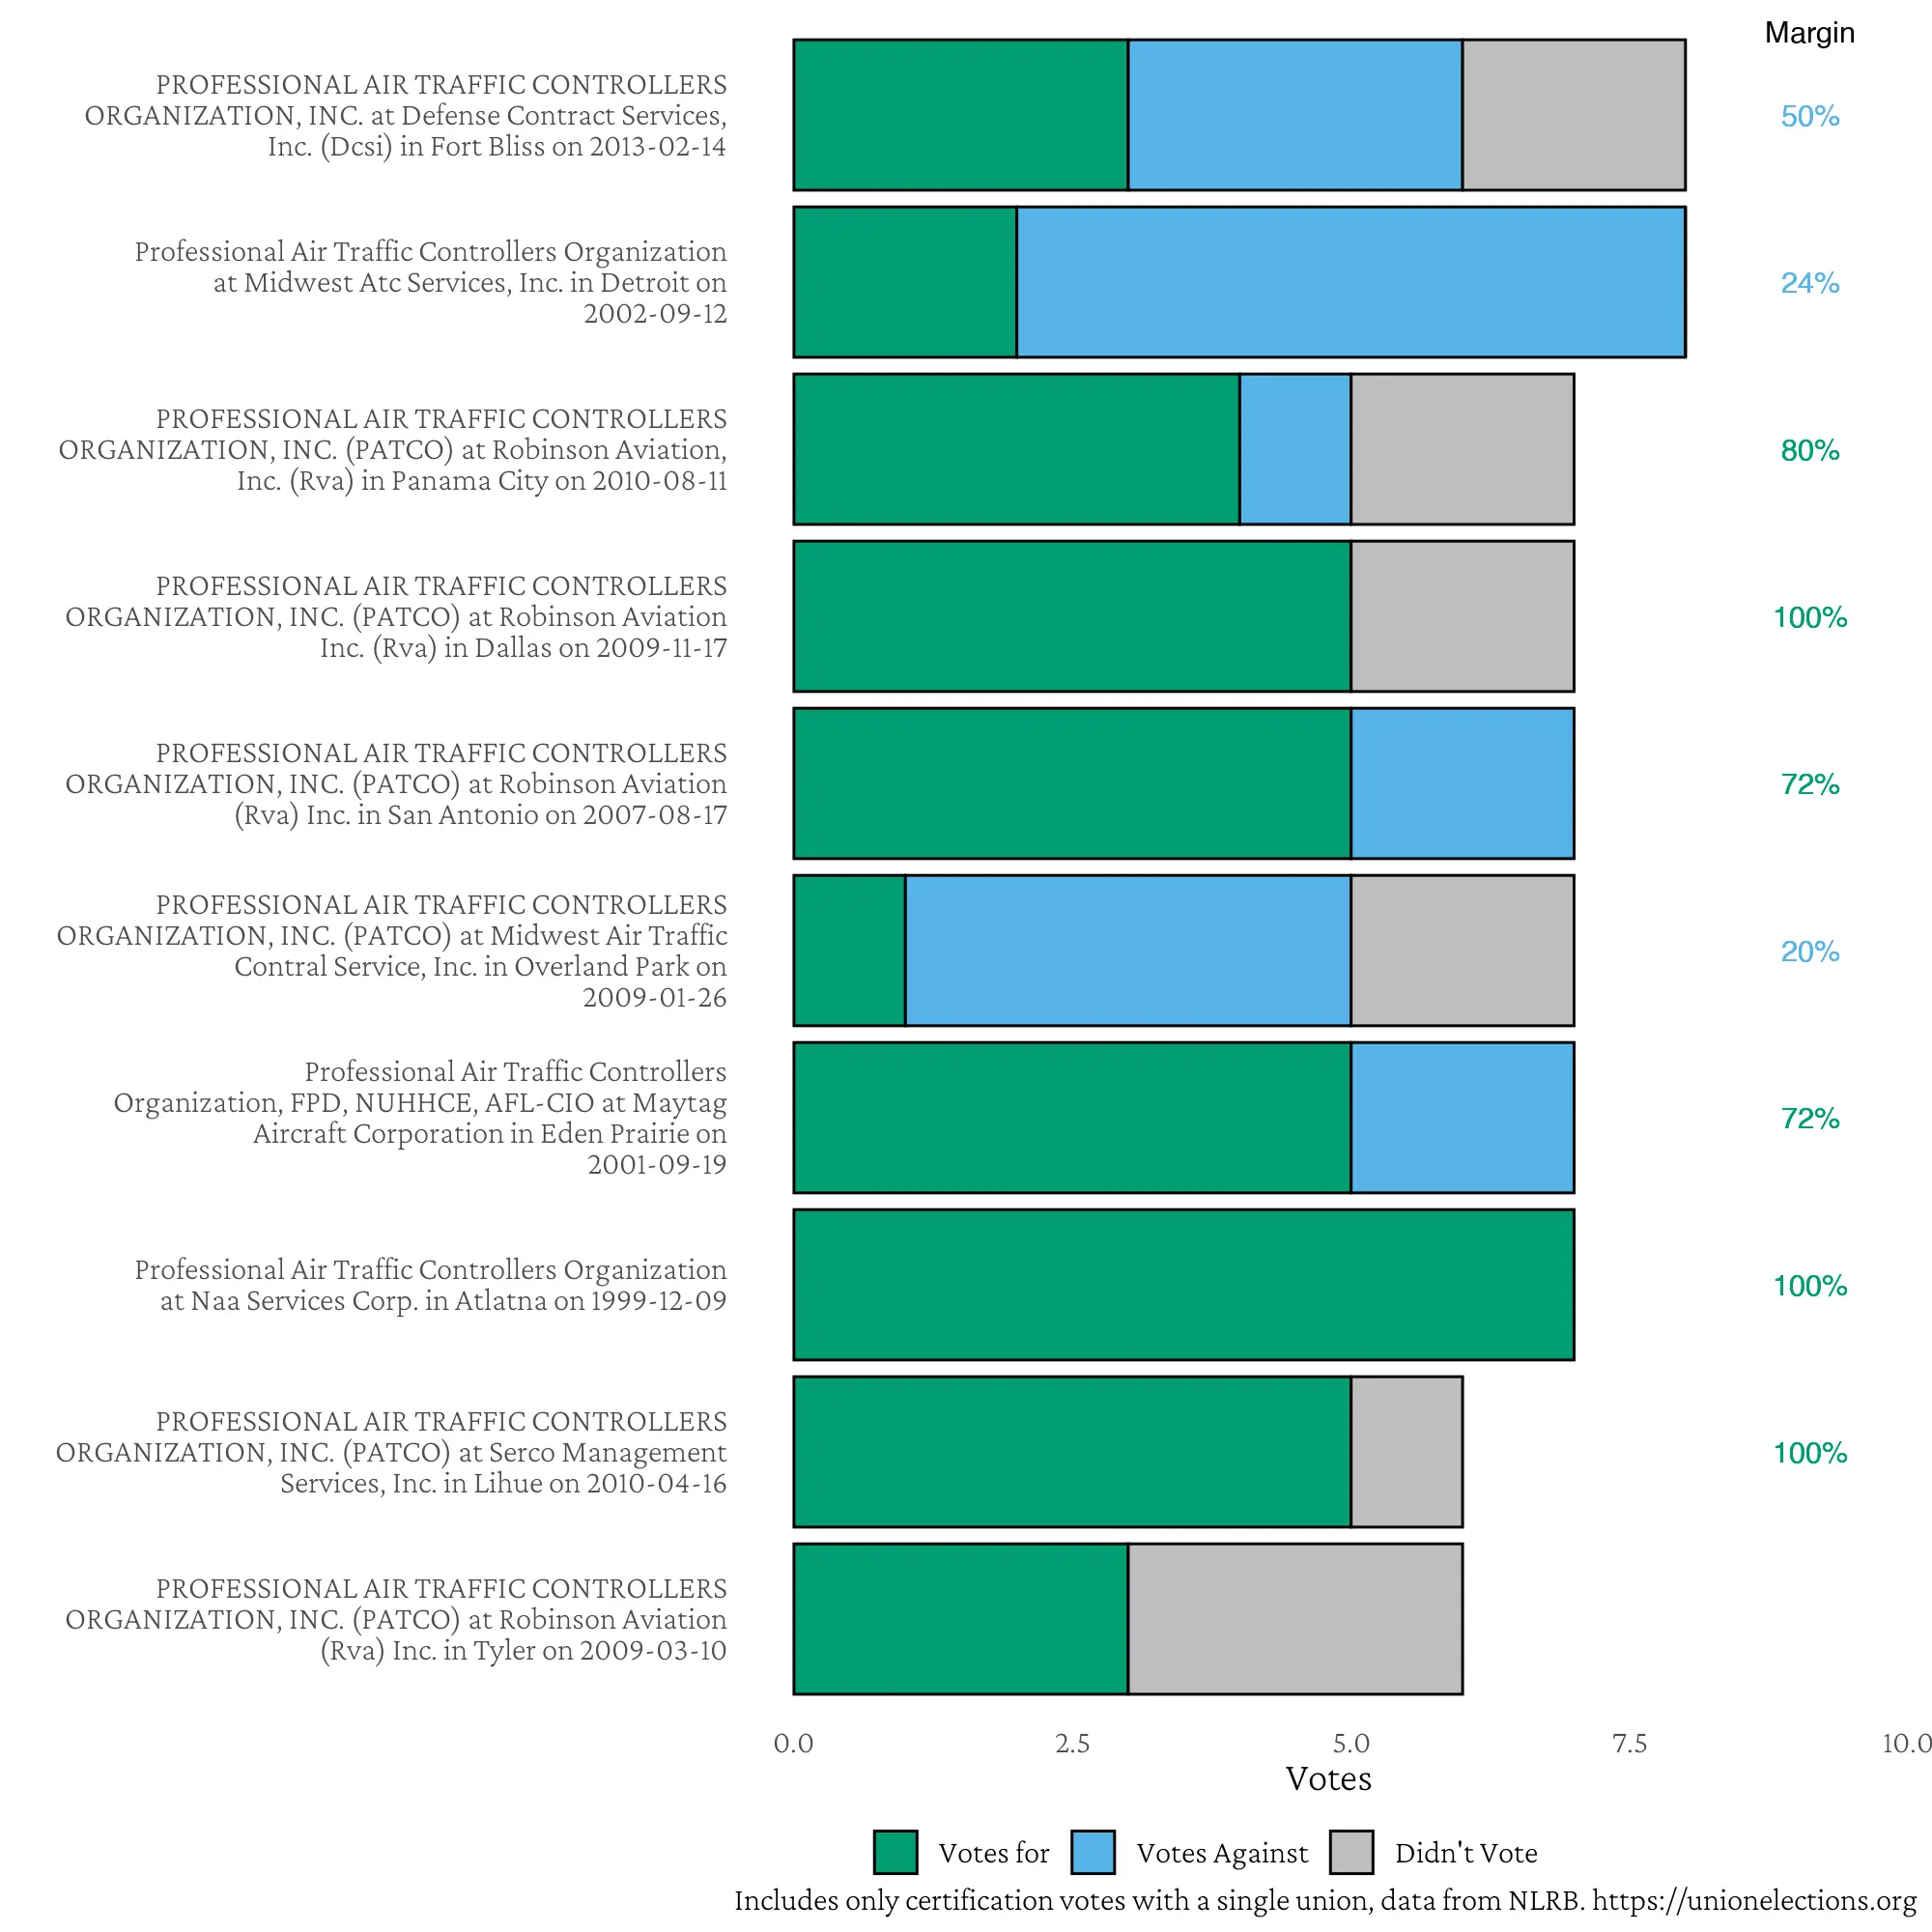 Margin
PROFESSIONAL AIR TRAFFIC CONTROLLERS
ORGANIZATION, INC. at Defense Contract Services,
Inc. (Dcsi) in Fort Bliss on 2013-02-14
50%
Professional Air Traffic Controllers Organization
at Midwest Atc Services, Inc. in Detroit on
2002-09-12
24%
PROFESSIONAL AIR TRAFFIC CONTROLLERS
ORGANIZATION, INC. (PATCO) at Robinson Aviation,
Inc. (Rva) in Panama City on 2010-08-11
80%
PROFESSIONAL AIR TRAFFIC CONTROLLERS
ORGANIZATION, INC. (PATCO) at Robinson Aviation
Inc. (Rva) in Dallas on 2009-11-17
100%
PROFESSIONAL AIR TRAFFIC CONTROLLERS
ORGANIZATION, INC. (PATCO) at Robinson Aviation
(Rva) Inc. in San Antonio on 2007-08-17
72%
PROFESSIONAL AIR TRAFFIC CONTROLLERS
ORGANIZATION, INC. (PATCO) at Midwest Air Traffic
Contral Service, Inc. in Overland Park on
2009-01-26
20%
Professional Air Traffic Controllers
Organization, FPD, NUHHCE, AFL-CIO at Maytag
Aircraft Corporation in Eden Prairie on
2001-09-19
72%
Professional Air Traffic Controllers Organization
at Naa Services Corp. in Atlatna on 1999-12-09
100%
PROFESSIONAL AIR TRAFFIC CONTROLLERS
ORGANIZATION, INC. (PATCO) at Serco Management
Services, Inc. in Lihue on 2010-04-16
100%
PROFESSIONAL AIR TRAFFIC CONTROLLERS
ORGANIZATION, INC. (PATCO) at Robinson Aviation
(Rva) Inc. in Tyler on 2009-03-10
0.0 2.5 5.0 7.5 10.0
Votes
Votes for Votes Against Didn't Vote
Includes only certification votes with a single union, data from NLRB. https://unionelections.org